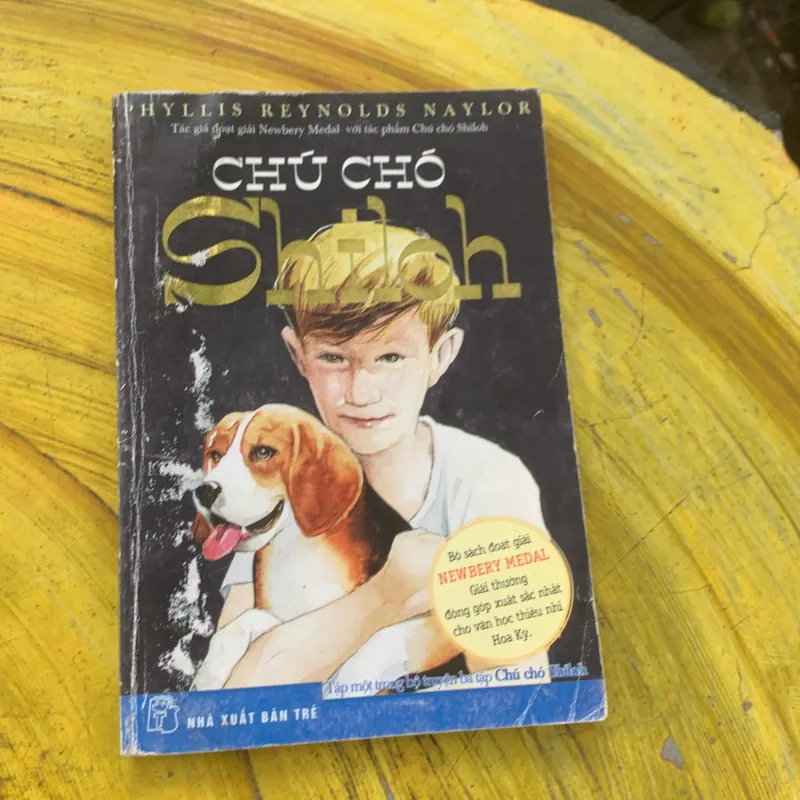 PHYLLIS REYNOLDS NAYLOR
Tác giả đoạt giải Newbery Medal với tác phẩm Chú chó Shiloh
CHÚ CHÓ
Shiloh
Bộ sách đoạt giải
NEWBERY MEDAL
Giải thưởng
đóng góp xuất sắc nhất
cho văn học thiếu nhi
Hoa Kỳ.
Tập một trong bộ truyện ba tập Chú chó Shiloh
NHÀ XUẤT BẢN TRẺ